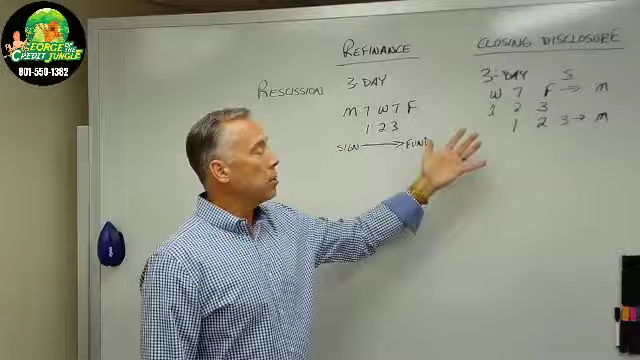 GEORGE OF THE
CREDIT JUNGLE
801-550-1382
REFINANCE
RESCISSION 3-DAY
M T W T F
1 2 3
SIGN → FUND
CLOSING DISCLOSURE
3-DAY S
W T F → M
1 2 3
1 2 3 → M